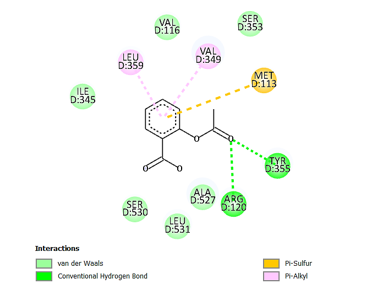 VAL
D:116
SER
D:353
LEU
D:359
VAL
D:349
MET
D:113
ILE
D:345
O
O
TYR
D:355
O
O
SER
D:530
ALA
D:527
ARG
D:120
LEU
D:531
Interactions
van der Waals
Conventional Hydrogen Bond
Pi-Sulfur
Pi-Alkyl